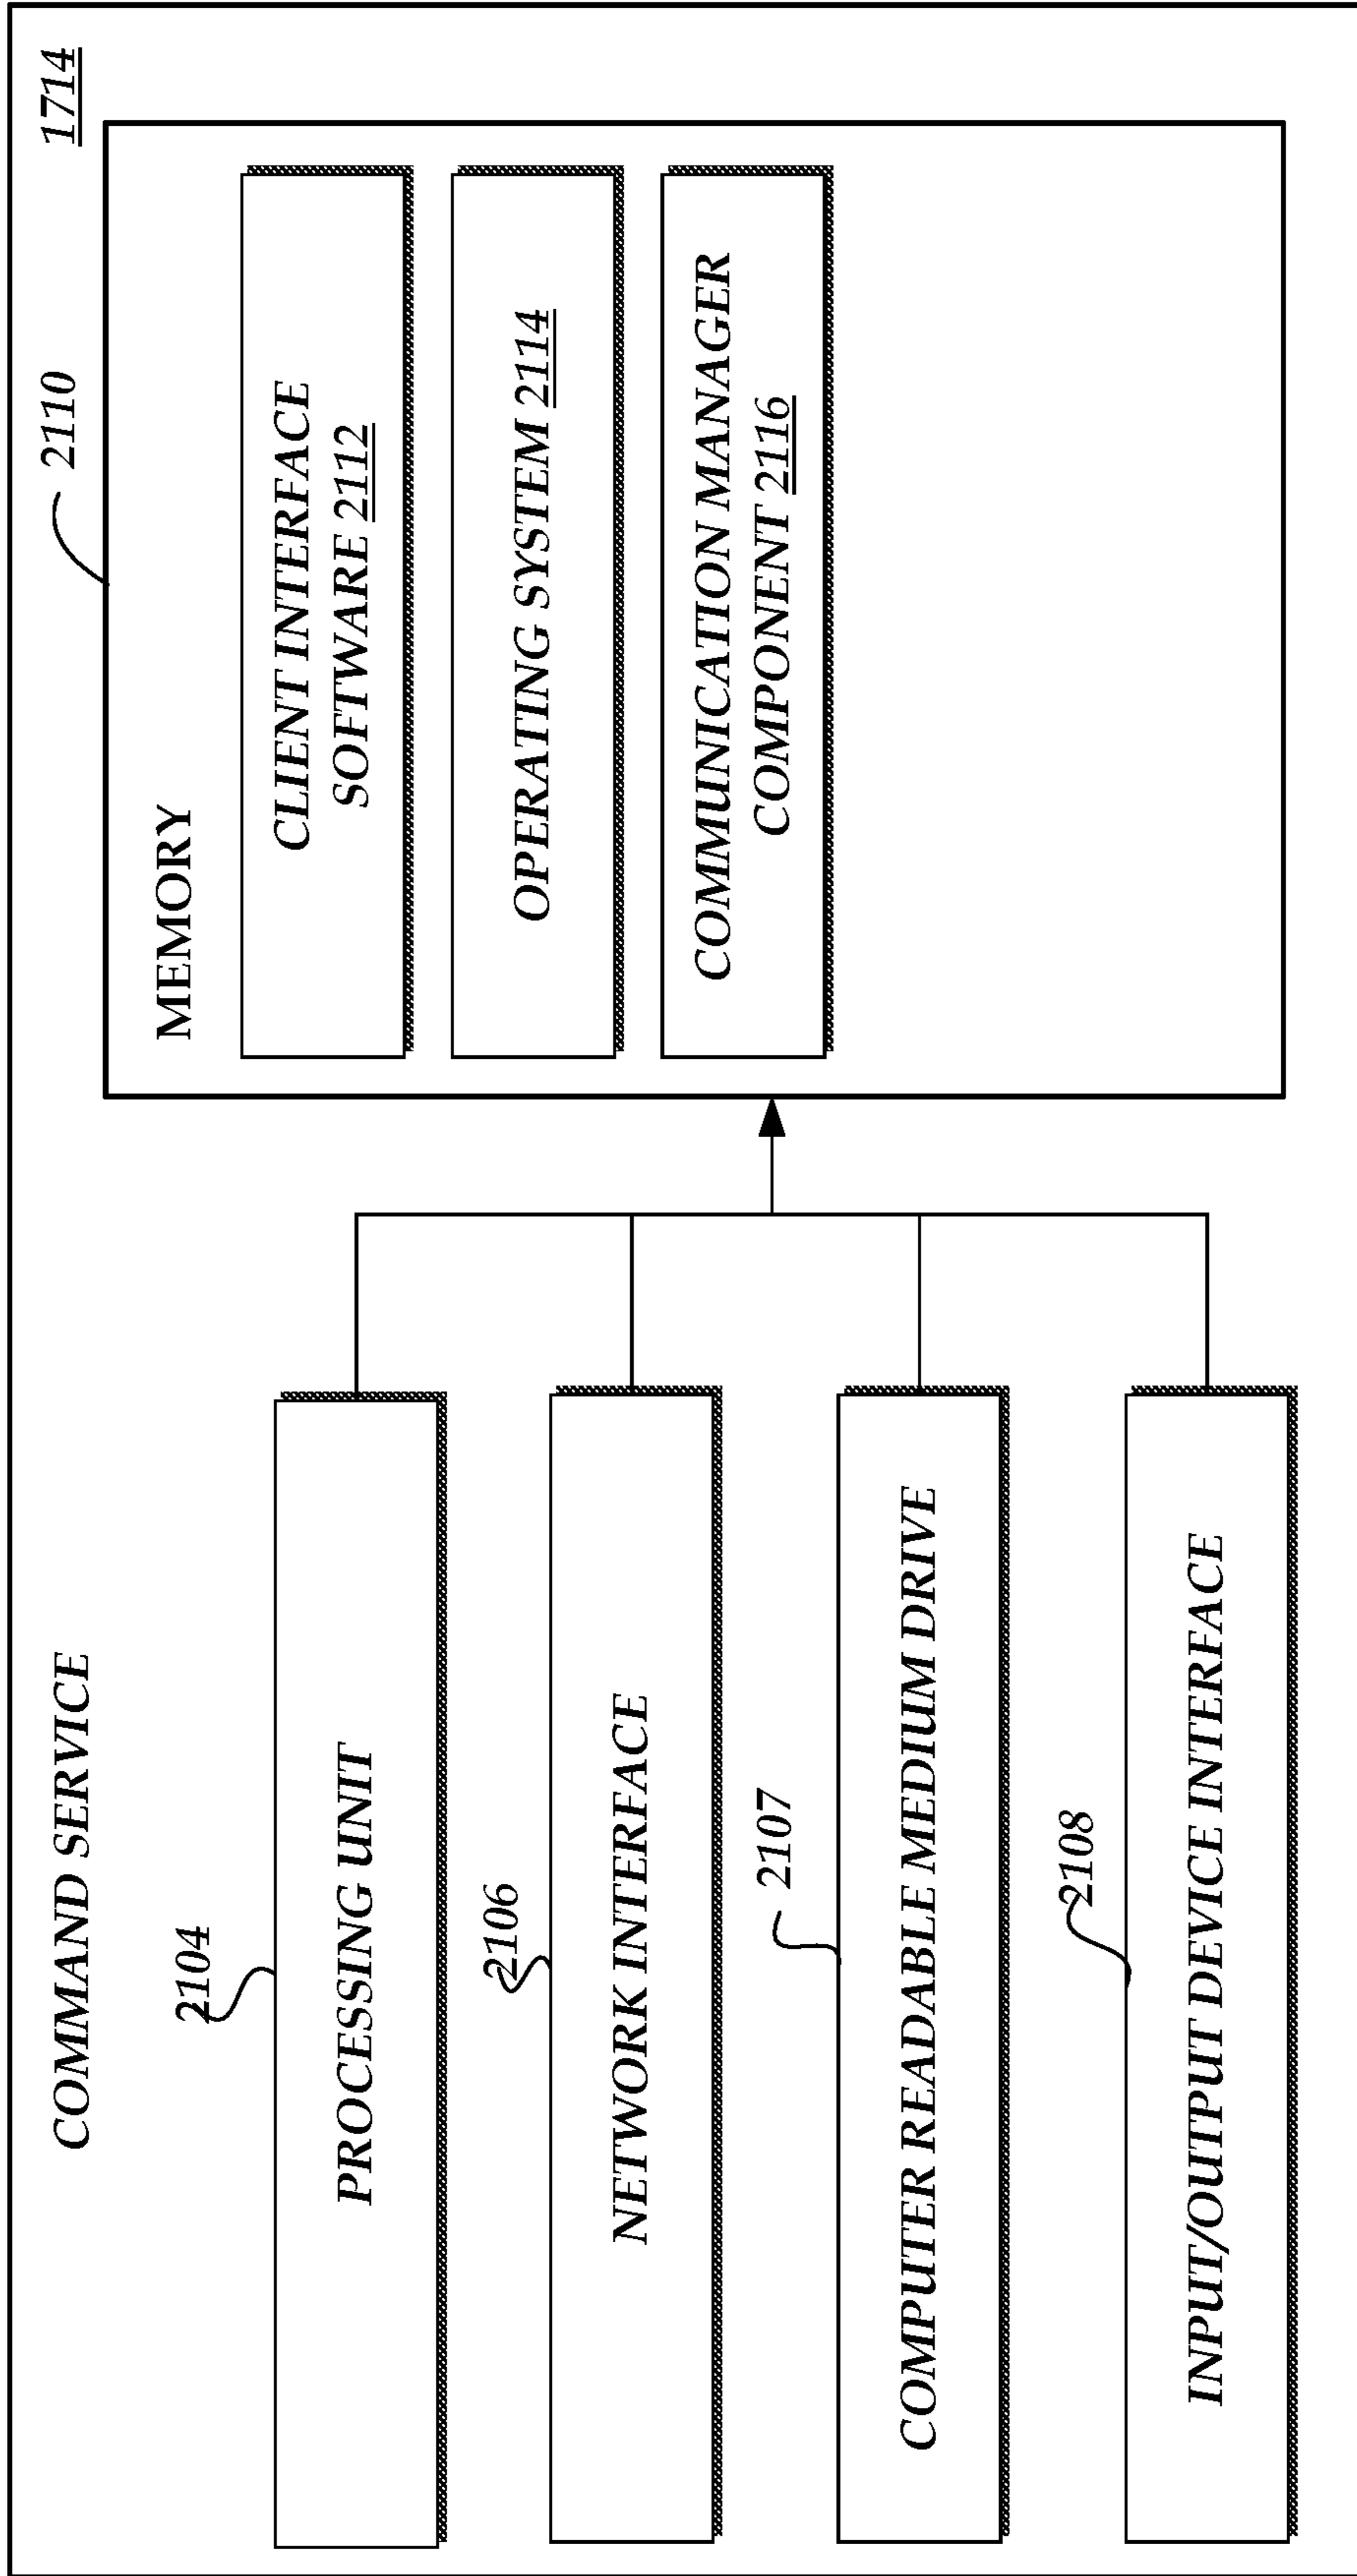 COMMAND SERVICE
1714
2104
PROCESSING UNIT
2106
NETWORK INTERFACE
2107
COMPUTER READABLE MEDIUM DRIVE
2108
INPUT/OUTPUT DEVICE INTERFACE
2110
MEMORY
CLIENT INTERFACE
SOFTWARE 2112
OPERATING SYSTEM 2114
COMMUNICATION MANAGER
COMPONENT 2116